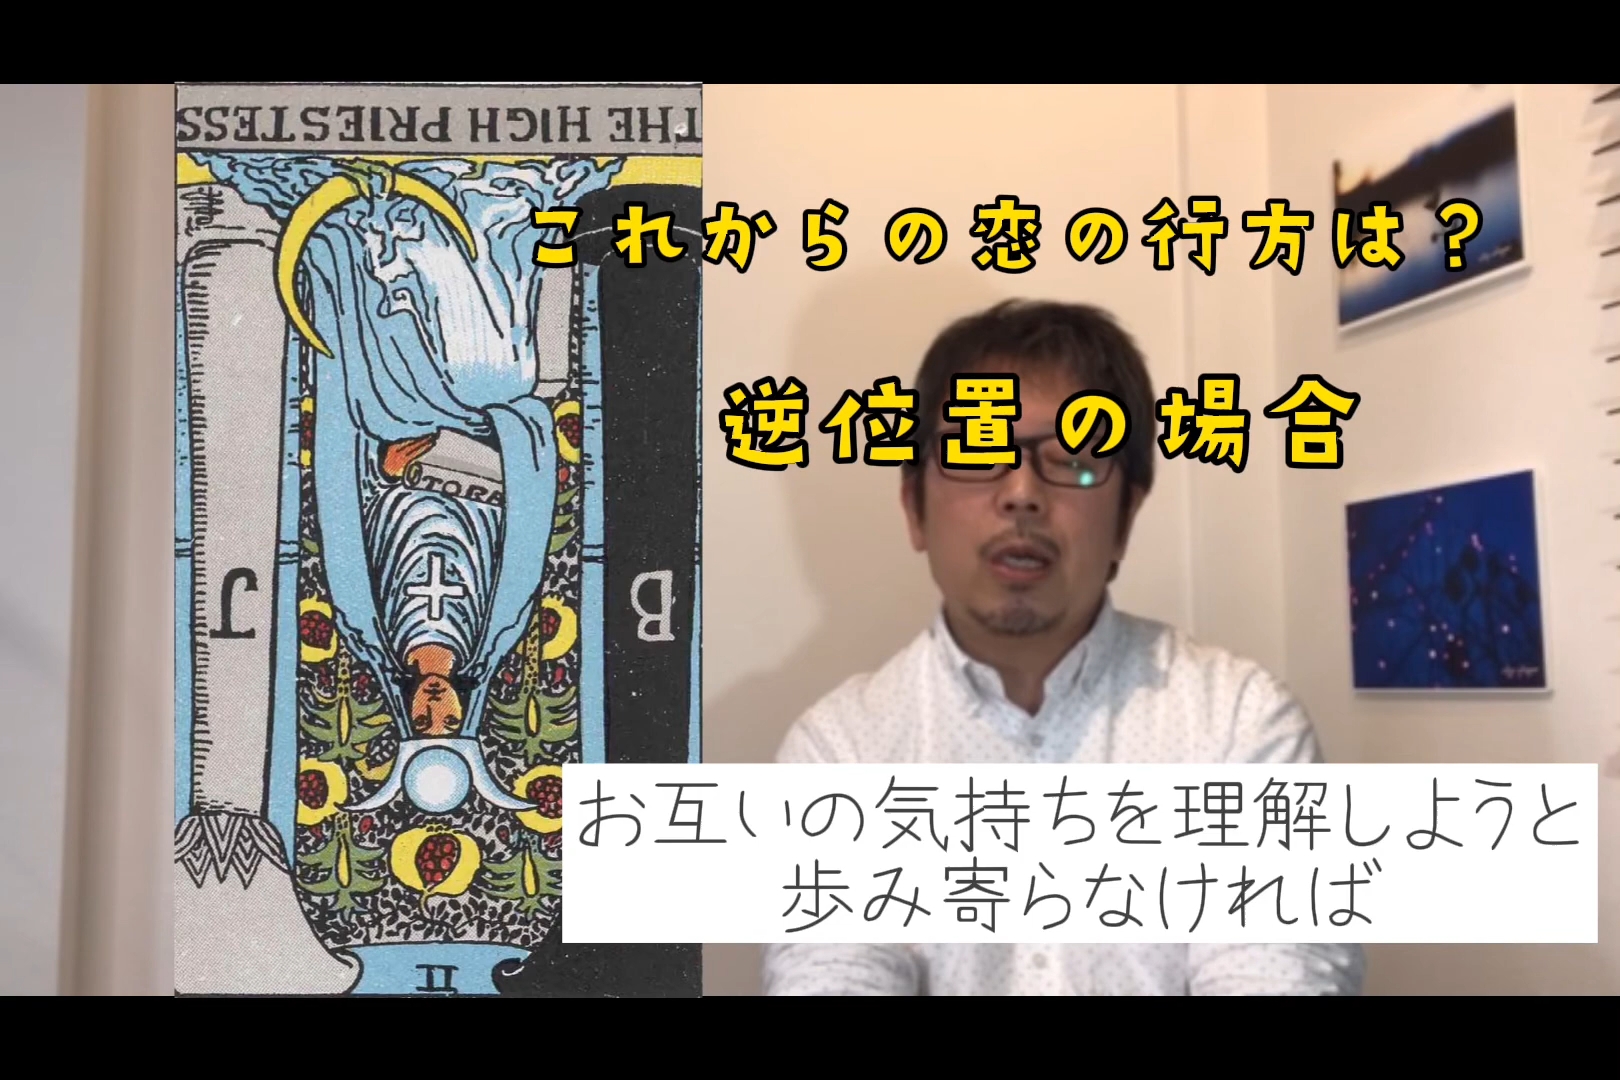 THE HIGH PRIESTESS
これからの恋の行方は？
逆位置の場合
TORA
J
B
お互いの気持ちを理解しようと
歩み寄らなければ
II